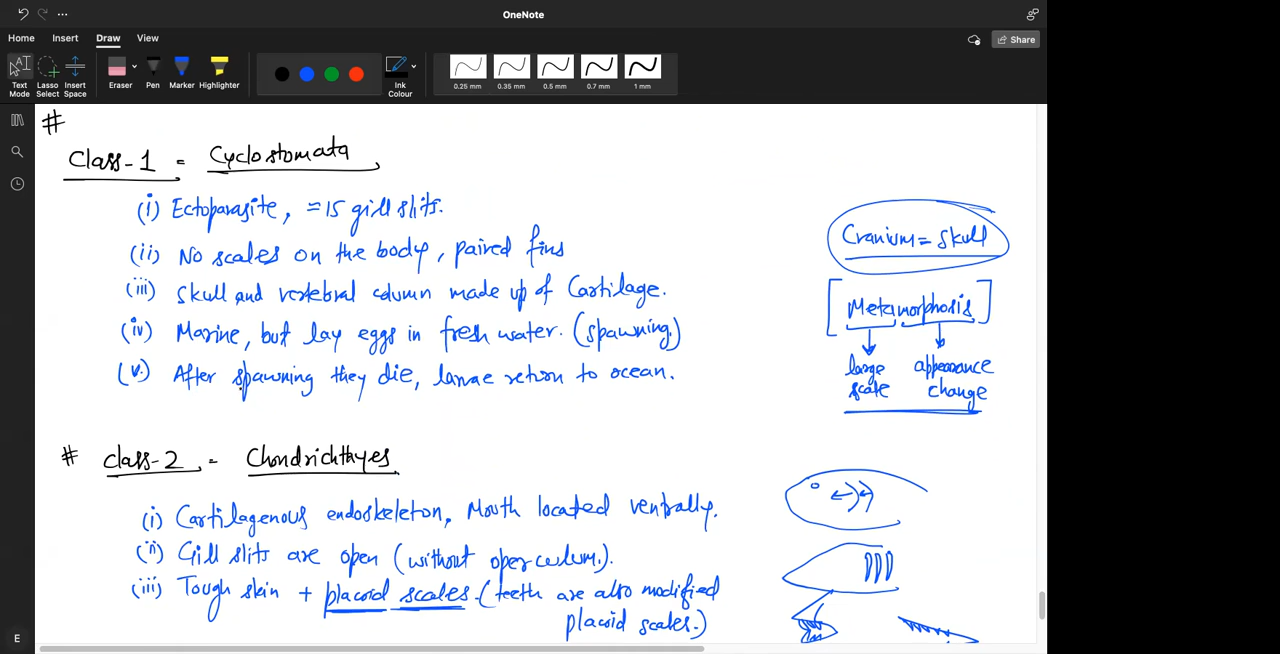 OneNote
Home Insert Draw View
Share
Text Mode
Lasso Select
Insert Space
Eraser
Pen
Marker
Highlighter
Ink Colour
0.25 mm
0.35 mm
0.5 mm
0.7 mm
1 mm
#
Class-1 = Cyclostomata
(i) Ectoparasite, ≈15 gill slits.
(ii) No scales on the body, paired fins
(iii) Skull and vertebral column made up of Cartilage.
(iv) Marine, but lay eggs in fresh water. (spawning.)
(v.) After spawning they die, larvae return to ocean.
Cranium = skull
[Metamorphosis]
large scale
appearance change
# Class-2 = Chondrichthyes
(i) Cartilagenous endoskeleton, Mouth located ventrally.
(ii) Gill slits are open (without operculum.).
(iii) Tough skin + placoid scales. (teeth are also modified
placoid scales.)
E